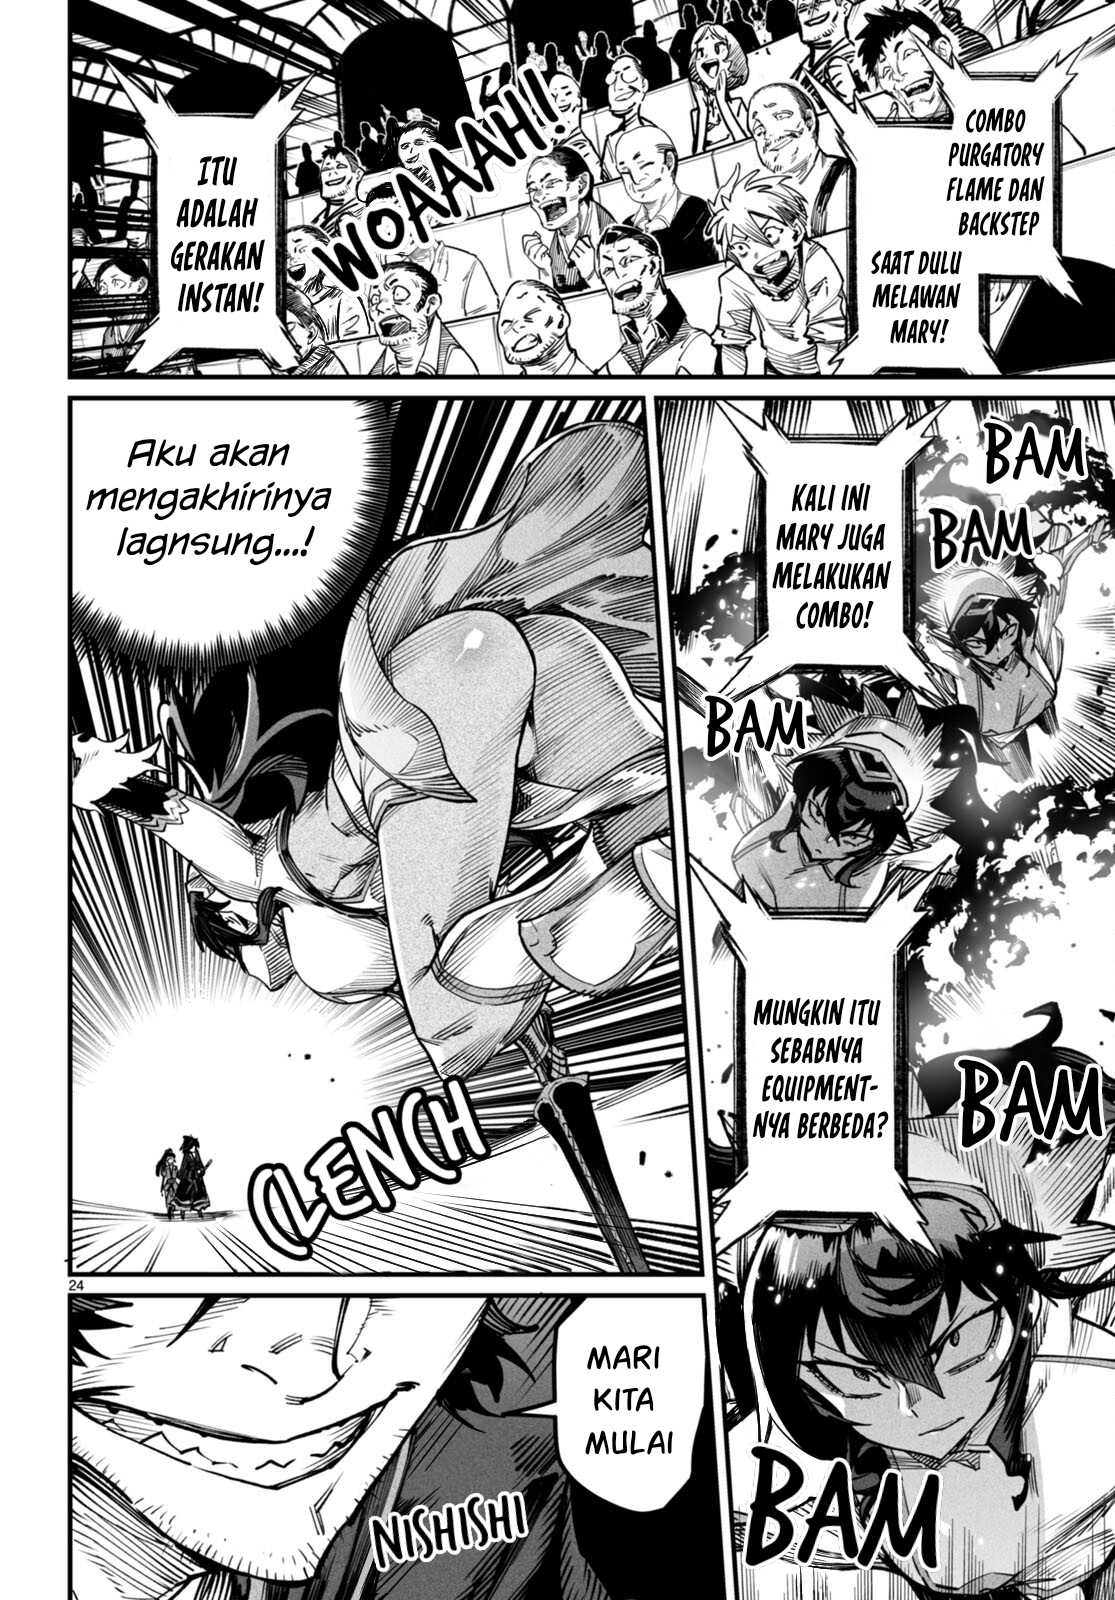 COMBO
PURGATORY
FLAME DAN
BACKSTEP
SAAT DULU
MELAWAN
MARY!
WOAAAH!!
ITU
ADALAH
GERAKAN
INSTAN!
BAM
BAM
KALI INI
MARY JUGA
MELAKUKAN
COMBO!
BAM
MUNGKIN ITU
SEBABNYA
EQUIPMENT-
NYA BERBEDA?
BAM
BAM
Aku akan
mengakhirinya
lagnsung...!
CLENCH
24
MARI
KITA
MULAI
NISHISHI